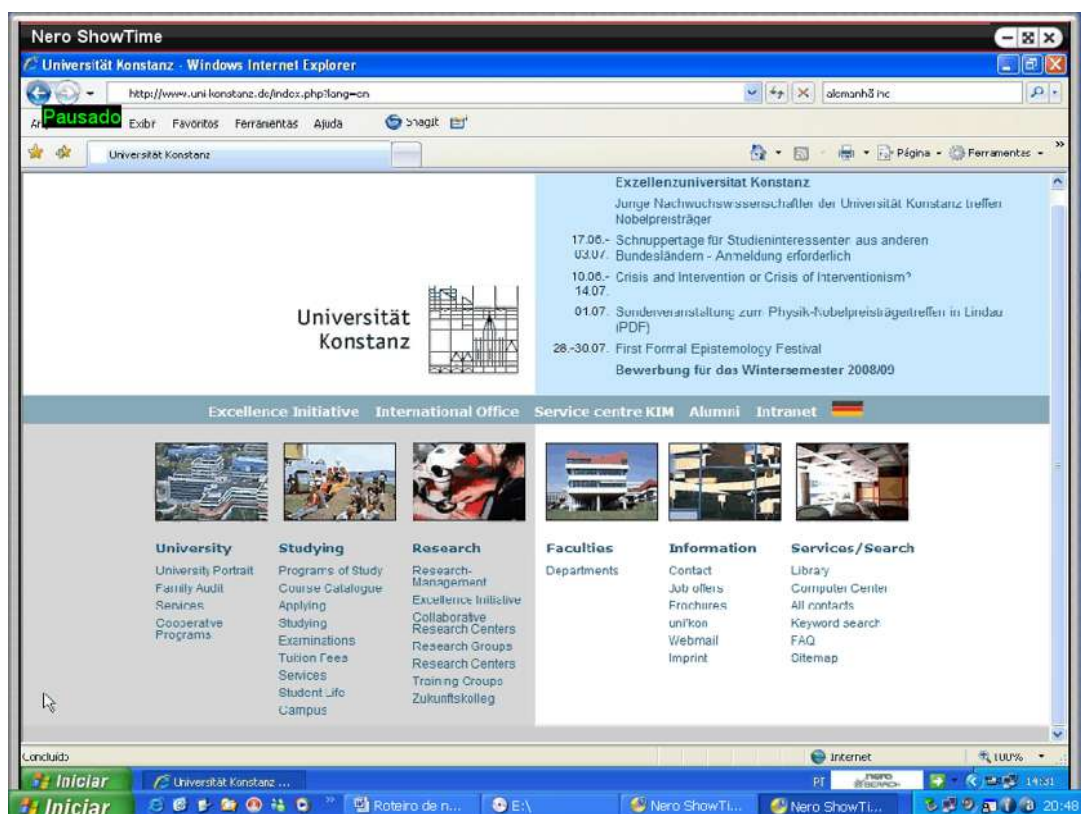 Nero ShowTime
Universität Konstanz - Windows Internet Explorer
http://www.uni-konstanz.de/index.php?lang=en
Pausado Exibir Favoritos Ferramentas Ajuda SnagIt
Universität Konstanz Página Ferramentas
Exzellenzuniversität Konstanz
Junge Nachwuchswissenschaftler der Universität Konstanz treffen
Nobelpreisträger
17.06.- Schnuppertage für Studieninteressenten aus anderen
03.07. Bundesländern - Anmeldung erforderlich
10.06.- Crisis and Intervention or Crisis of Interventionism?
14.07.
01.07. Sonderveranstaltung zum Physik-Nobelpreisträgertreffen in Lindau
(PDF)
28.-30.07. First Formal Epistemology Festival
Bewerbung für das Wintersemester 2008/09
Universität
Konstanz
Excellence Initiative International Office Service centre KIM Alumni Intranet
University
University Portrait
Family Audit
Services
Cooperative
Programs
Studying
Programs of Study
Course Catalogue
Applying
Studying
Examinations
Tuition Fees
Services
Student Life
Campus
Research
Research-
Management
Excellence Initiative
Collaborative
Research Centers
Research Groups
Research Centers
Training Groups
Zukunftskolleg
Faculties
Departments
Information
Contact
Job offers
Brochures
uni'kon
Webmail
Imprint
Services/Search
Library
Computer Center
All contacts
Keyword search
FAQ
Sitemap
Concluído Internet 100%
Iniciar Universität Konstanz ... PT nero SEARCH 14:31
Iniciar Roteiro de n... E:\ Nero ShowTi... Nero ShowTi... 20:48